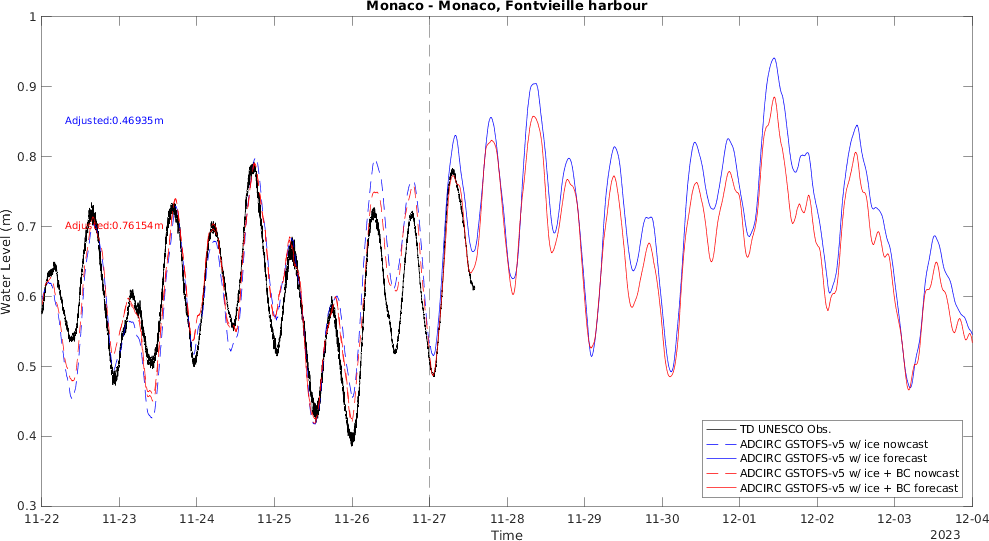 Monaco - Monaco, Fontvieille harbour
1
0.9
0.8
0.7
0.6
0.5
0.4
0.3
Water Level (m)
Adjusted:0.46935m
Adjusted:0.76154m
TD UNESCO Obs.
ADCIRC GSTOFS-v5 w/ ice nowcast
ADCIRC GSTOFS-v5 w/ ice forecast
ADCIRC GSTOFS-v5 w/ ice + BC nowcast
ADCIRC GSTOFS-v5 w/ ice + BC forecast
11-22 11-23 11-24 11-25 11-26 11-27 11-28 11-29 11-30 12-01 12-02 12-03 12-04
Time
2023